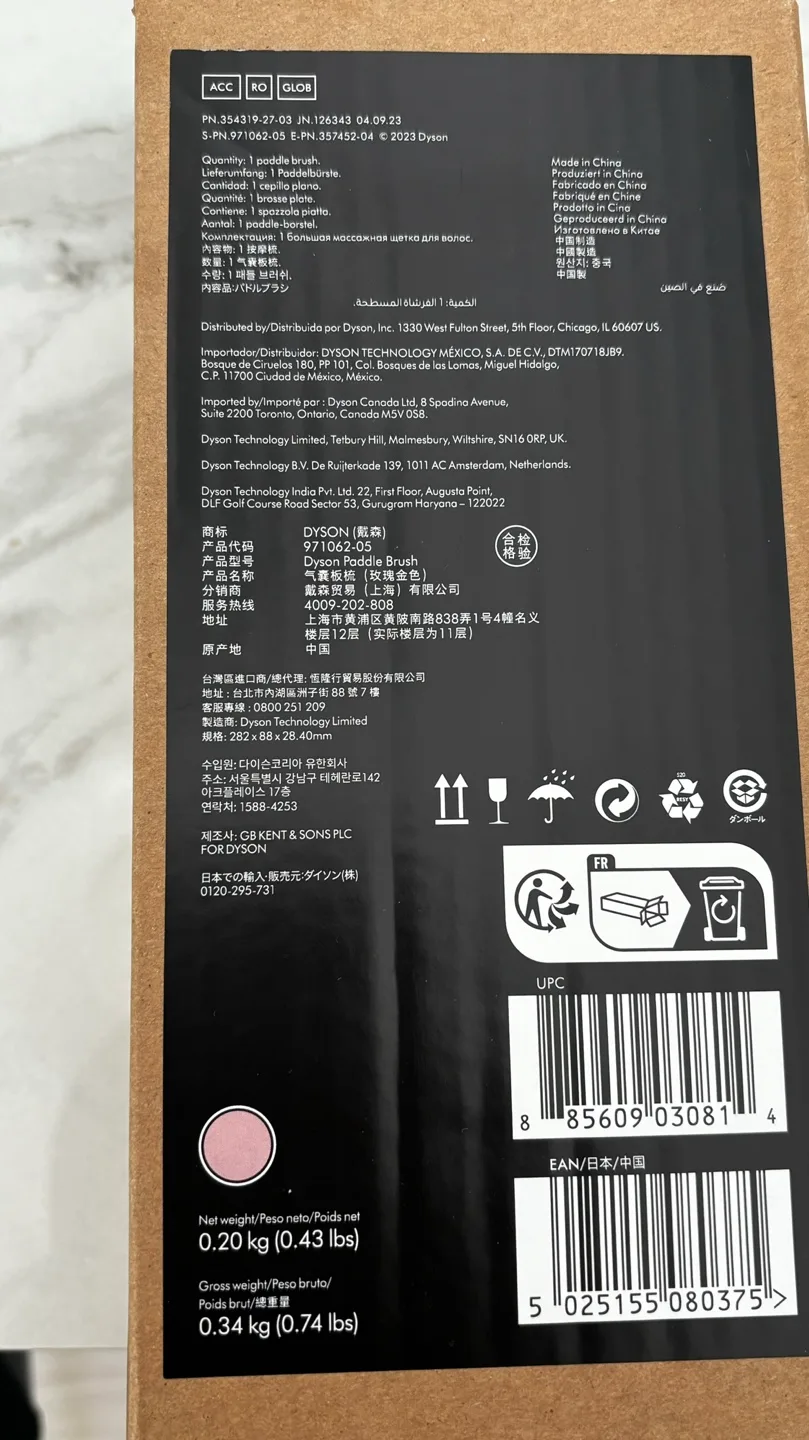 ACC RO GLOB
PN.354319-27-03 JN.126343 04.09.23
S-PN.971062-05 E-PN.357452-04 © 2023 Dyson
Quantity: 1 paddle brush.
Lieferumfang: 1 Paddelbürste.
Cantidad: 1 cepillo plano.
Quantité: 1 brosse plate.
Contiene: 1 spazzola piatta.
Aantal: 1 paddle-borstel.
Комплектация: 1 большая массажная щетка для волос.
內容物: 1 按摩梳.
数量: 1 气囊板梳.
수량: 1 패들 브러쉬.
内容品:パドルブラシ
الكمية: 1 الفرشاة المسطحة.
Made in China
Produziert in China
Fabricado en China
Fabriqué en Chine
Prodotto in Cina
Geproduceerd in China
Изготовлено в Китае
中国制造
中國製造
원산지: 중국
中国製
صُنع في الصين
Distributed by/Distribuida por Dyson, Inc. 1330 West Fulton Street, 5th Floor, Chicago, IL 60607 US.
Importador/Distribuidor: DYSON TECHNOLOGY MÉXICO, S.A. DE C.V., DTM170718JB9.
Bosque de Ciruelos 180, PP 101, Col. Bosques de las Lomas, Miguel Hidalgo,
C.P. 11700 Ciudad de México, México.
Imported by/Importé par : Dyson Canada Ltd, 8 Spadina Avenue,
Suite 2200 Toronto, Ontario, Canada M5V 0S8.
Dyson Technology Limited, Tetbury Hill, Malmesbury, Wiltshire, SN16 0RP, UK.
Dyson Technology B.V. De Ruijterkade 139, 1011 AC Amsterdam, Netherlands.
Dyson Technology India Pvt. Ltd. 22, First Floor, Augusta Point,
DLF Golf Course Road Sector 53, Gurugram Haryana – 122022
商标 DYSON (戴森)
产品代码 971062-05
产品型号 Dyson Paddle Brush
产品名称 气囊板梳（玫瑰金色）
分销商 戴森贸易（上海）有限公司
服务热线 4009-202-808
地址 上海市黄浦区黄陂南路838弄1号4幢名义
楼层12层（实际楼层为11层）
原产地 中国
合检
格验
台灣區進口商/總代理: 恆隆行貿易股份有限公司
地址 : 台北市內湖區洲子街 88 號 7 樓
客服專線 : 0800 251 209
製造商: Dyson Technology Limited
規格: 282 x 88 x 28.40mm
수입원: 다이슨코리아 유한회사
주소: 서울특별시 강남구 테헤란로142
아크플레이스 17층
연락처: 1588-4253
제조사: GB KENT & SONS PLC
FOR DYSON
日本での輸入・販売元:ダイソン(株)
0120-295-731
S20
RESY
ダンボール
FR
UPC
8 85609 03081 4
EAN/日本/中国
5 025155 080375 >
Net weight/Peso neto/Poids net
0.20 kg (0.43 lbs)
Gross weight/Peso bruto/
Poids brut/總重量
0.34 kg (0.74 lbs)